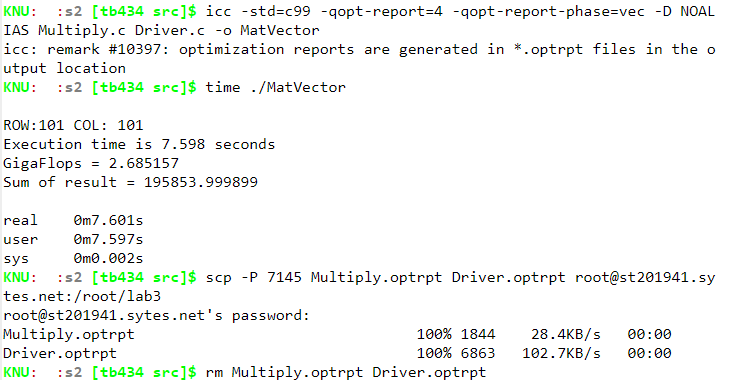 KNU:  :s2 [tb434 src]$ icc -std=c99 -qopt-report=4 -qopt-report-phase=vec -D NOAL
IAS Multiply.c Driver.c -o MatVector
icc: remark #10397: optimization reports are generated in *.optrpt files in the o
utput location
KNU:  :s2 [tb434 src]$ time ./MatVector
ROW:101 COL: 101
Execution time is 7.598 seconds
GigaFlops = 2.685157
Sum of result = 195853.999899
real    0m7.601s
user    0m7.597s
sys     0m0.002s
KNU:  :s2 [tb434 src]$ scp -P 7145 Multiply.optrpt Driver.optrpt root@st201941.sy
tes.net:/root/lab3
root@st201941.sytes.net's password:
Multiply.optrpt                                   100% 1844    28.4KB/s   00:00
Driver.optrpt                                     100% 6863   102.7KB/s   00:00
KNU:  :s2 [tb434 src]$ rm Multiply.optrpt Driver.optrpt